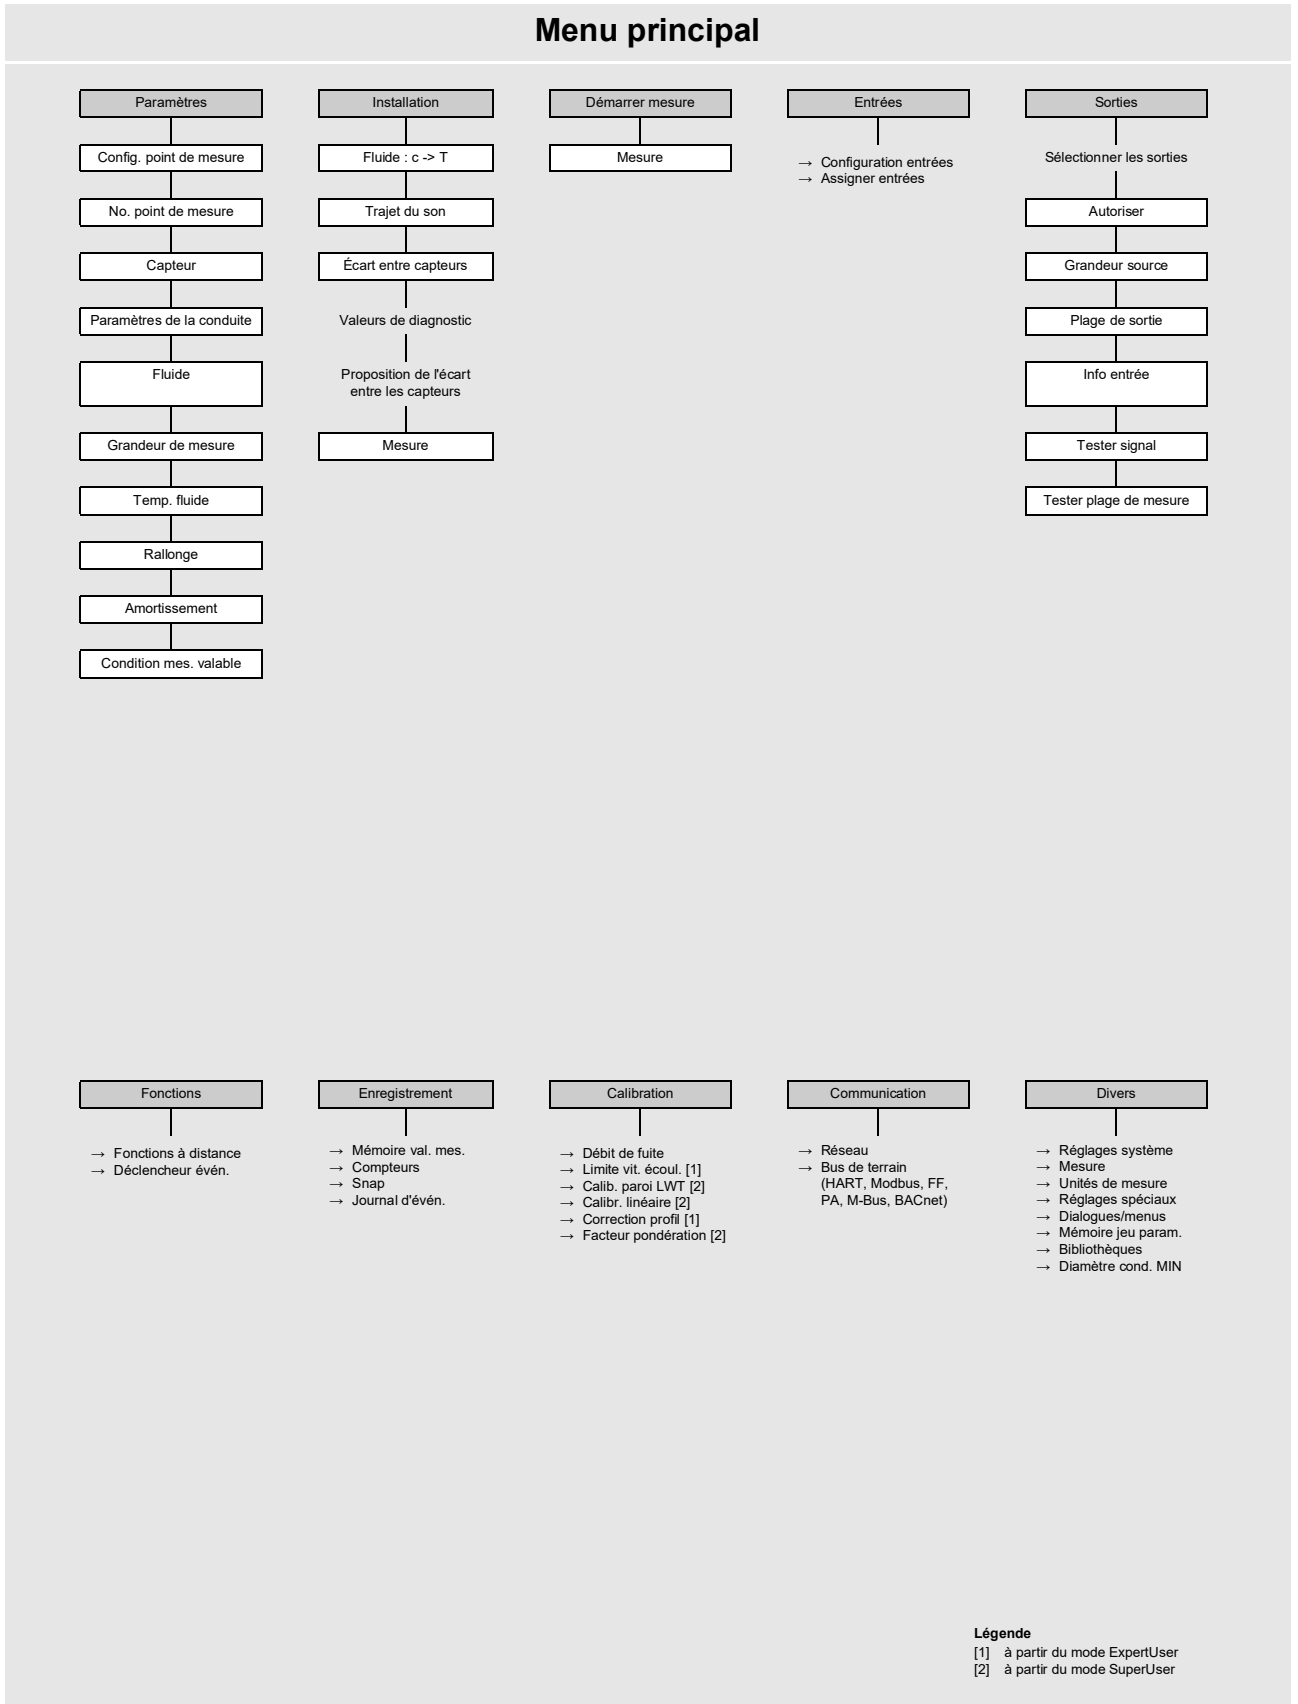 Menu principal
Paramètres
Config. point de mesure
No. point de mesure
Capteur
Paramètres de la conduite
Fluide
Grandeur de mesure
Temp. fluide
Rallonge
Amortissement
Condition mes. valable
Installation
Fluide : c -> T
Trajet du son
Écart entre capteurs
Valeurs de diagnostic
Proposition de l'écart
entre les capteurs
Mesure
Démarrer mesure
Mesure
Entrées
→ Configuration entrées
→ Assigner entrées
Sorties
Sélectionner les sorties
Autoriser
Grandeur source
Plage de sortie
Info entrée
Tester signal
Tester plage de mesure
Fonctions
→ Fonctions à distance
→ Déclencheur évén.
Enregistrement
→ Mémoire val. mes.
→ Compteurs
→ Snap
→ Journal d'évén.
Calibration
→ Débit de fuite
→ Limite vit. écoul. [1]
→ Calib. paroi LWT [2]
→ Calibr. linéaire [2]
→ Correction profil [1]
→ Facteur pondération [2]
Communication
→ Réseau
→ Bus de terrain
(HART, Modbus, FF,
PA, M-Bus, BACnet)
Divers
→ Réglages système
→ Mesure
→ Unités de mesure
→ Réglages spéciaux
→ Dialogues/menus
→ Mémoire jeu param.
→ Bibliothèques
→ Diamètre cond. MIN
Légende
[1] à partir du mode ExpertUser
[2] à partir du mode SuperUser